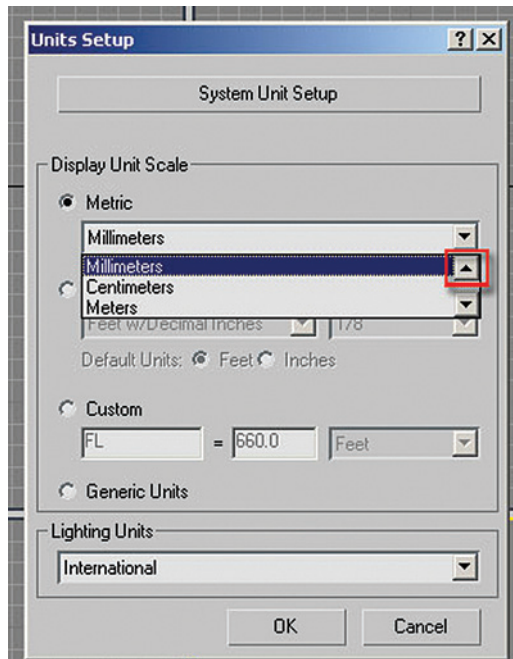 Units Setup
System Unit Setup
Display Unit Scale
Metric
Millimeters
Millimeters
Centimeters
Meters
Feet w/Decimal Inches 1/8
Default Units: Feet Inches
Custom
FL = 660.0 Feet
Generic Units
Lighting Units
International
OK Cancel